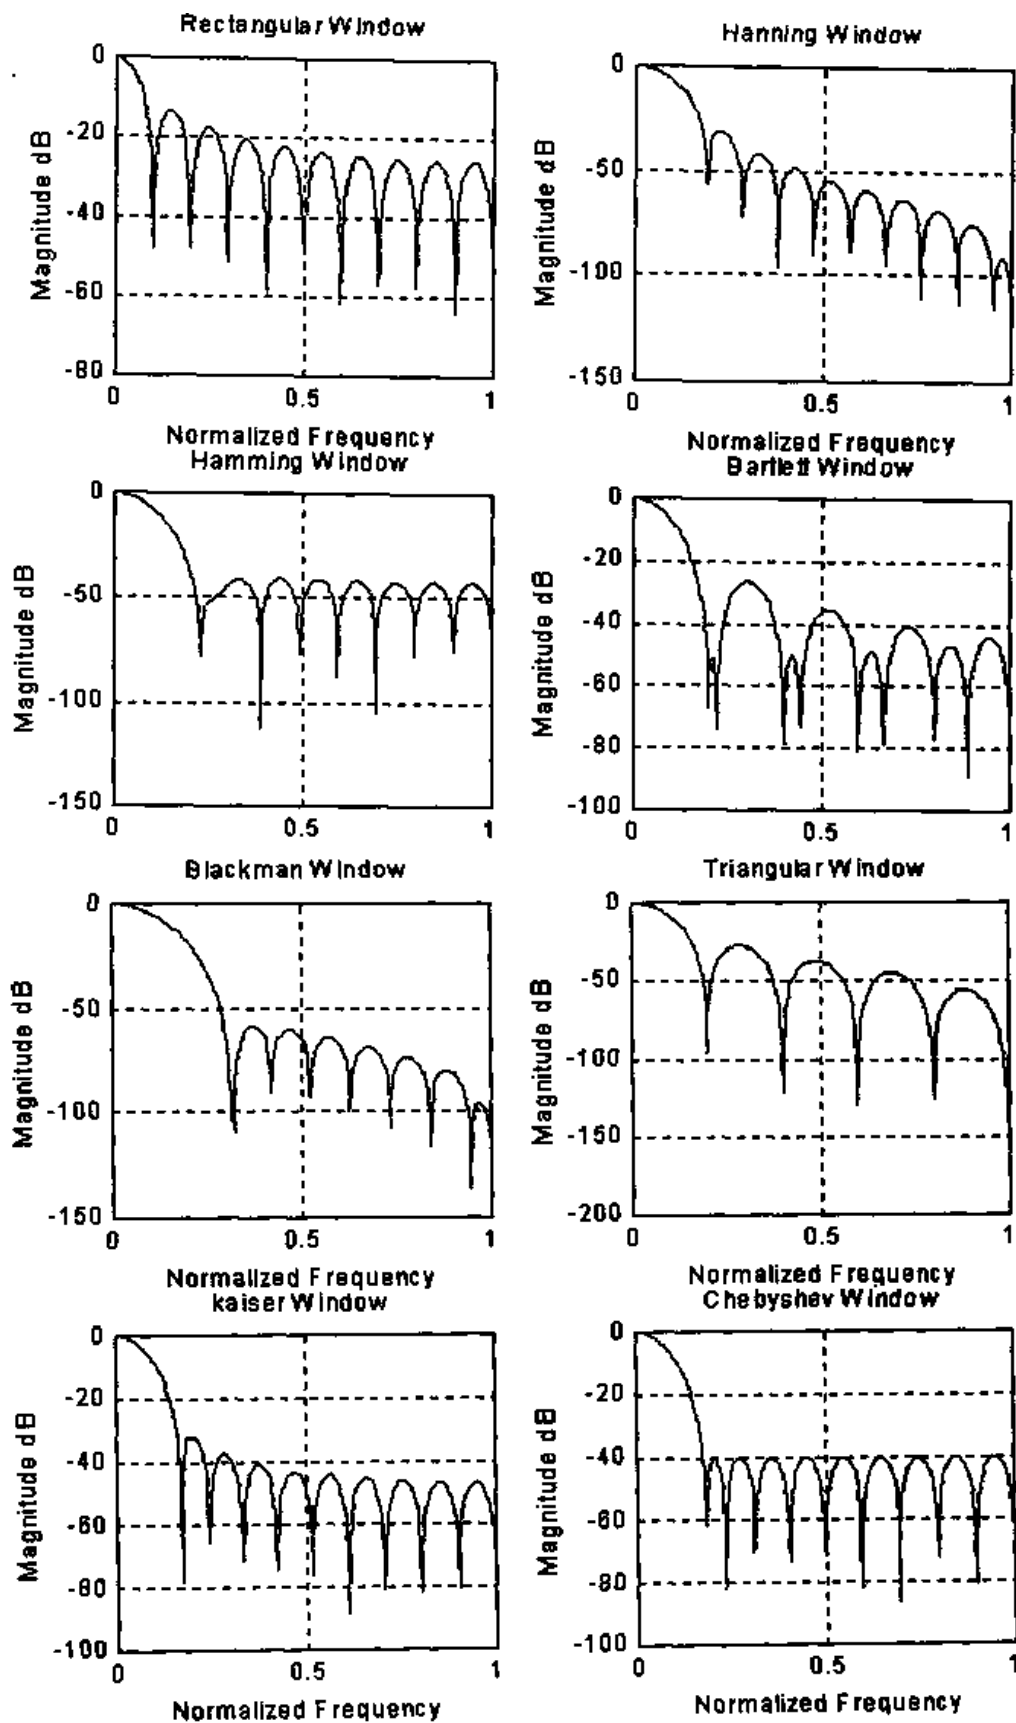 Rectangular Window
0
-20
-40
-60
-80
Magnitude dB
0
0.5
1
Normalized Frequency
Hanning Window
0
-50
-100
-150
Magnitude dB
0
0.5
1
Normalized Frequency
Hamming Window
0
-50
-100
-150
Magnitude dB
0
0.5
1
Bartlett Window
0
-20
-40
-60
-80
-100
Magnitude dB
0
0.5
1
Blackman Window
0
-50
-100
-150
Magnitude dB
0
0.5
1
Normalized Frequency
Triangular Window
0
-50
-100
-150
-200
Magnitude dB
0
0.5
1
Normalized Frequency
kaiser Window
0
-20
-40
-60
-80
-100
Magnitude dB
0
0.5
1
Normalized Frequency
Chebyshev Window
0
-20
-40
-60
-80
-100
Magnitude dB
0
0.5
1
Normalized Frequency